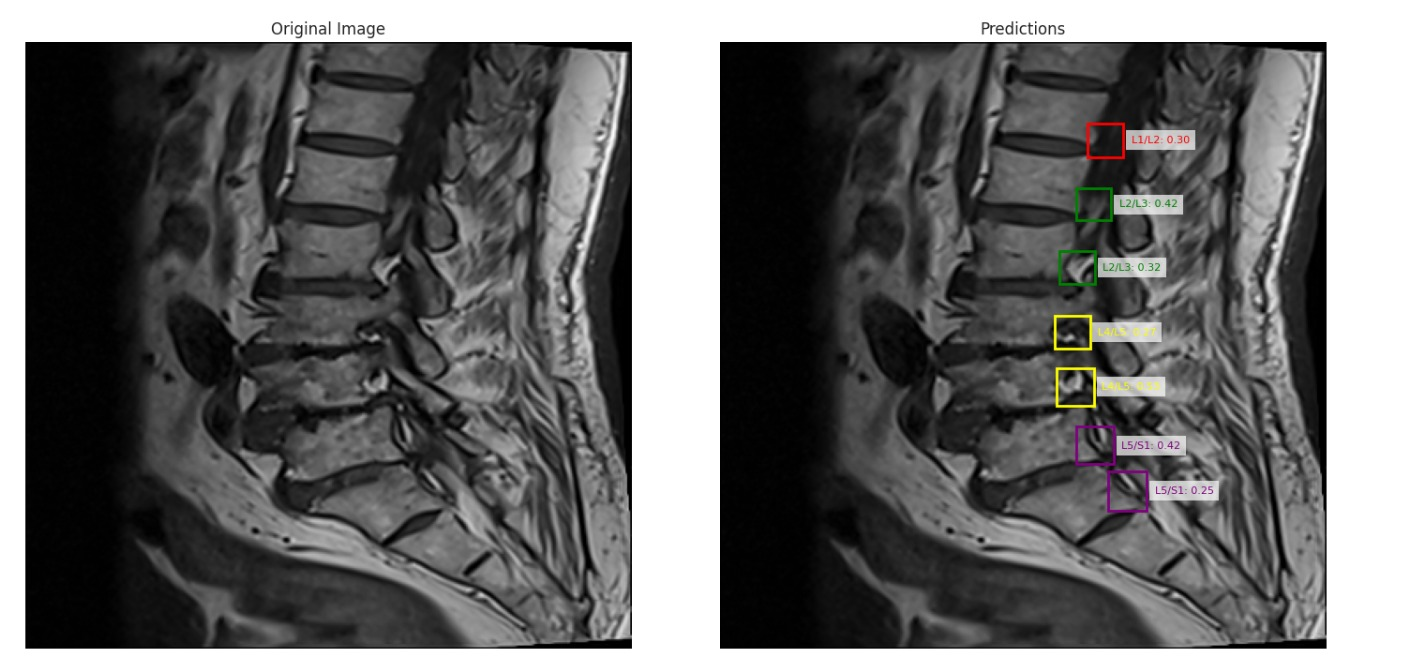 Original Image
Predictions
L1/L2: 0.30
L2/L3: 0.42
L2/L3: 0.32
L5/S1: 0.42
L5/S1: 0.25